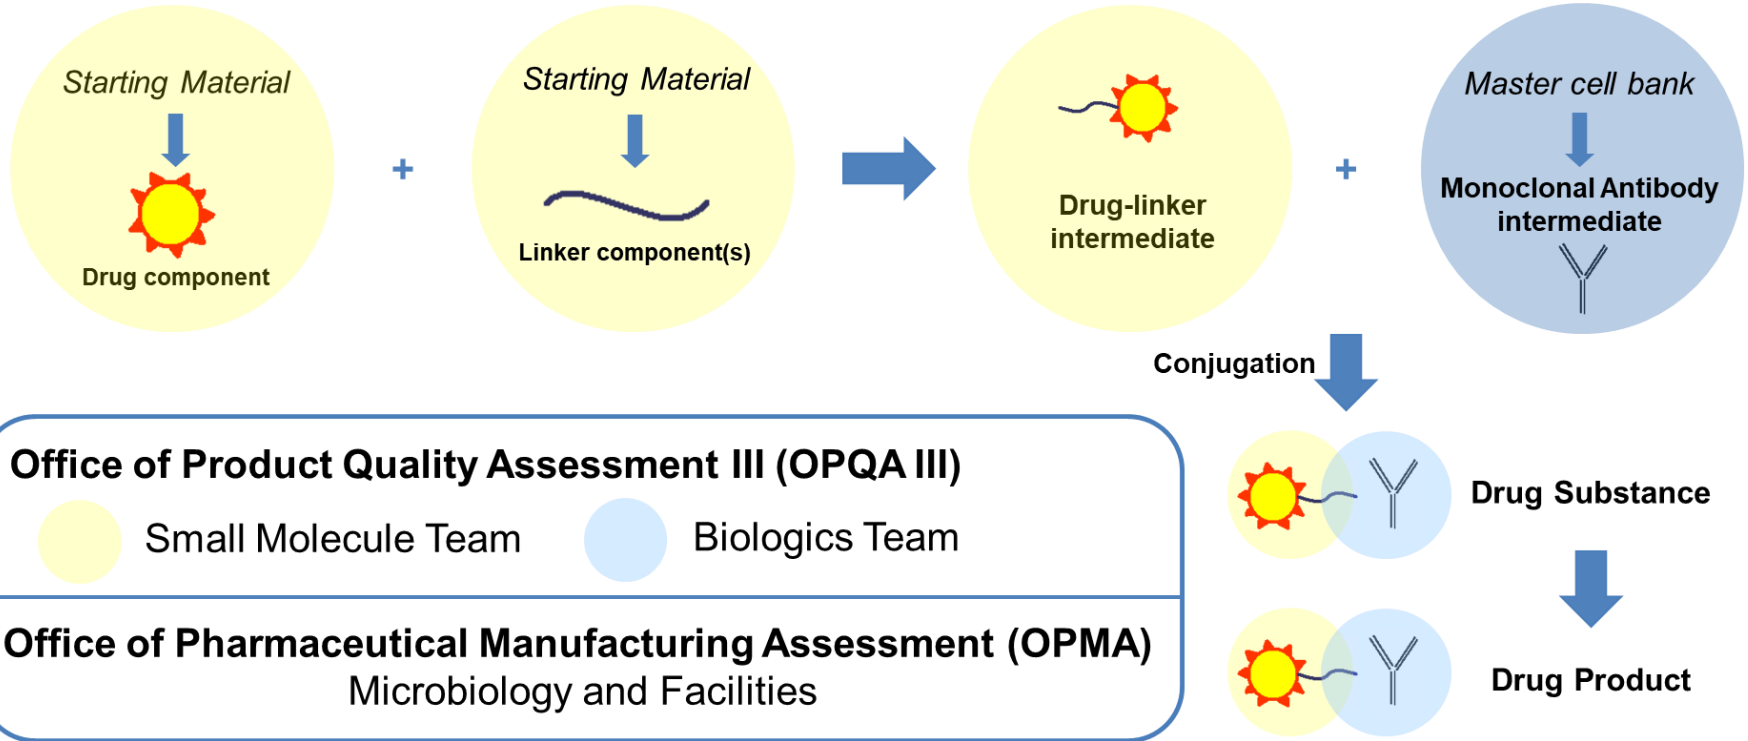 Starting Material
Drug component
+
Starting Material
Linker component(s)
Drug-linker
intermediate
+
Master cell bank
Monoclonal Antibody
intermediate
Conjugation
Drug Substance
Drug Product
Office of Product Quality Assessment III (OPQA III)
Small Molecule Team
Biologics Team
Office of Pharmaceutical Manufacturing Assessment (OPMA)
Microbiology and Facilities